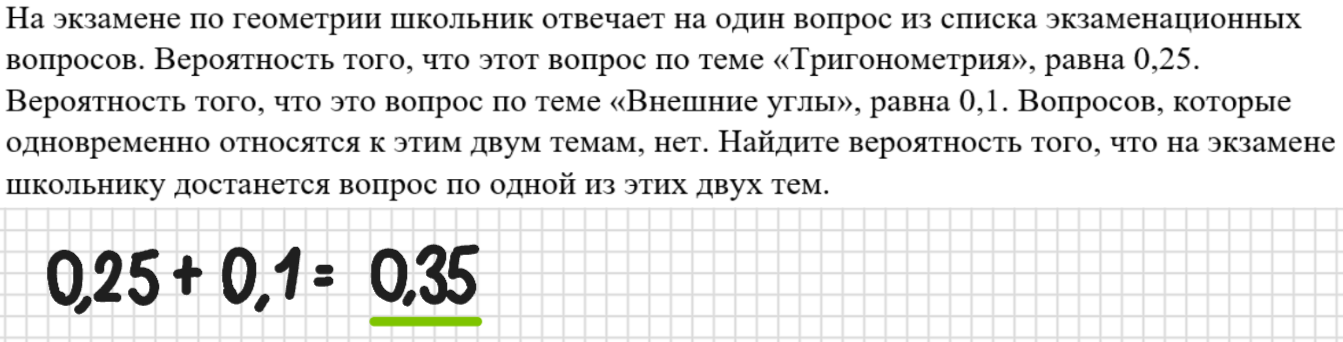 На экзамене по геометрии школьник отвечает на один вопрос из списка экзаменационных
вопросов. Вероятность того, что этот вопрос по теме «Тригонометрия», равна 0,25.
Вероятность того, что это вопрос по теме «Внешние углы», равна 0,1. Вопросов, которые
одновременно относятся к этим двум темам, нет. Найдите вероятность того, что на экзамене
школьнику достанется вопрос по одной из этих двух тем.
0,25 + 0,1 = 0,35